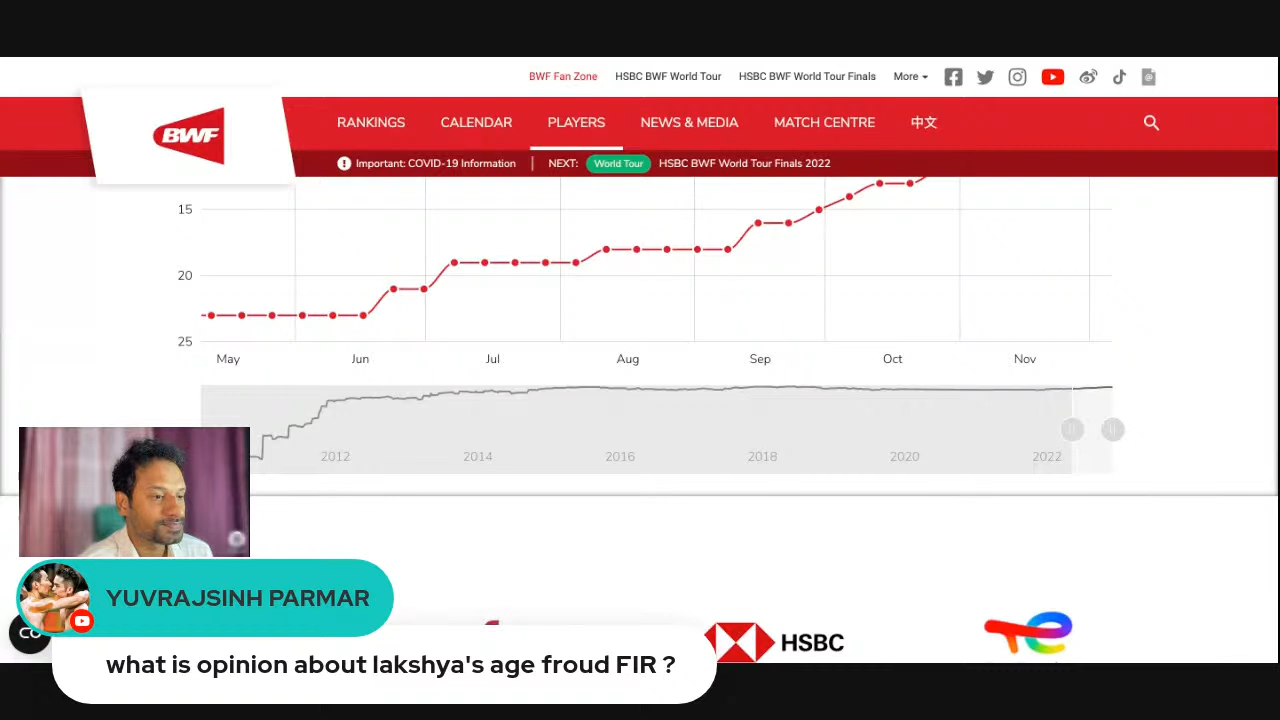 BWF Fan Zone HSBC BWF World Tour HSBC BWF World Tour Finals More
BWF
RANKINGS CALENDAR PLAYERS NEWS & MEDIA MATCH CENTRE 中文
Important: COVID-19 Information | NEXT: World Tour HSBC BWF World Tour Finals 2022
15
20
25
May Jun Jul Aug Sep Oct Nov
2012 2014 2016 2018 2020 2022
YUVRAJSINH PARMAR
CO
HSBC
what is opinion about lakshya's age froud FIR ?